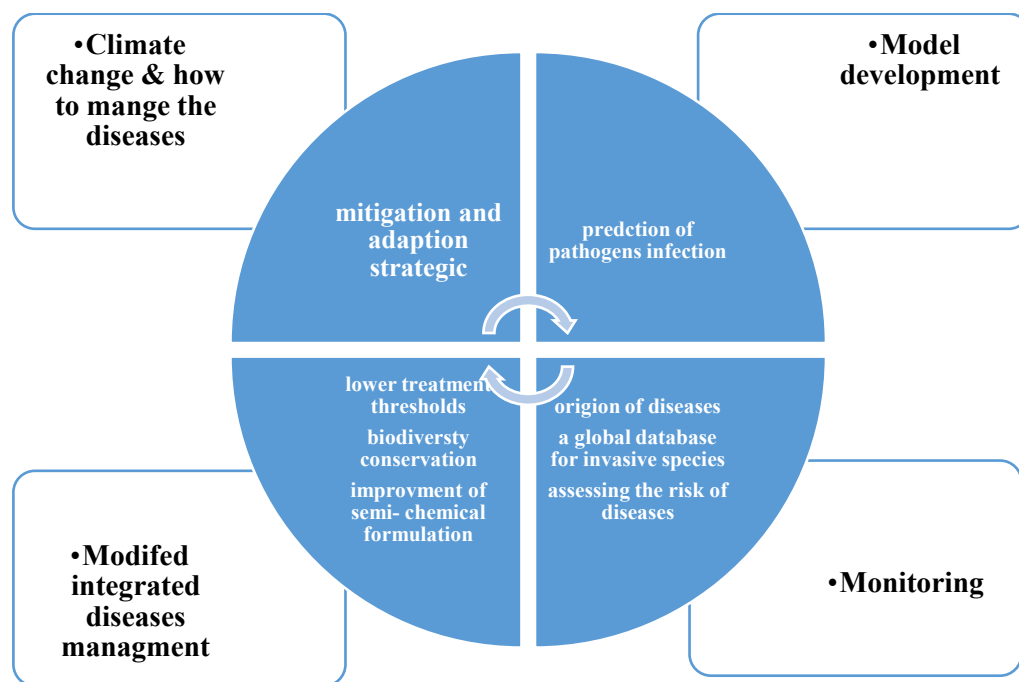 •Climate
change & how
to mange the
diseases
•Model
development
mitigation and
adaption
strategic
predction of
pathogens infection
lower treatment
thresholds
biodiversty
conservation
improvment of
semi- chemical
formulation
origion of diseases
a global database
for invasive species
assessing the risk of
diseases
•Modifed
integrated
diseases
managment
•Monitoring